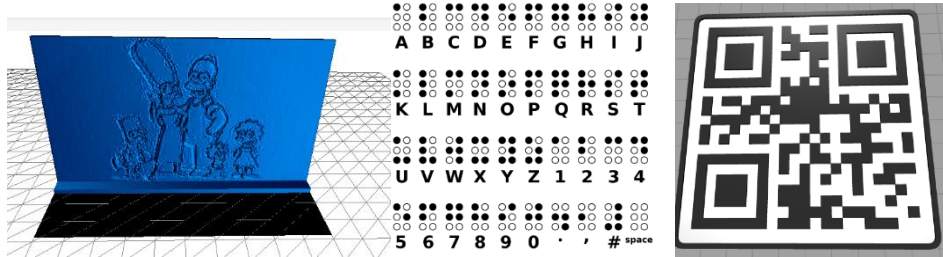 A B C D E F G H I J
K L M N O P Q R S T
U V W X Y Z 1 2 3 4
5 6 7 8 9 0 . , # space